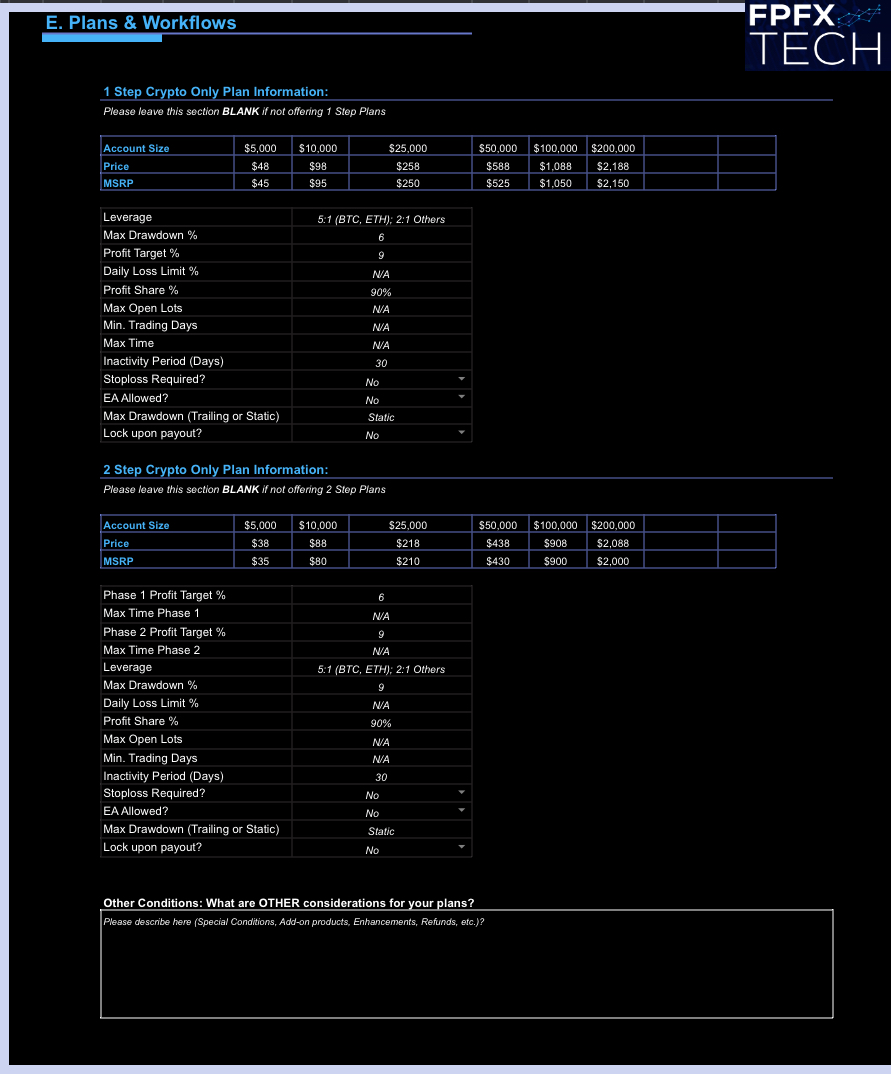 E. Plans & Workflows
FPFX
TECH
1 Step Crypto Only Plan Information:
Please leave this section BLANK if not offering 1 Step Plans
Account Size $5,000 $10,000 $25,000 $50,000 $100,000 $200,000
Price $48 $98 $258 $588 $1,088 $2,188
MSRP $45 $95 $250 $525 $1,050 $2,150
Leverage 5:1 (BTC, ETH); 2:1 Others
Max Drawdown % 6
Profit Target % 9
Daily Loss Limit % N/A
Profit Share % 90%
Max Open Lots N/A
Min. Trading Days N/A
Max Time N/A
Inactivity Period (Days) 30
Stoploss Required? No
EA Allowed? No
Max Drawdown (Trailing or Static) Static
Lock upon payout? No
2 Step Crypto Only Plan Information:
Please leave this section BLANK if not offering 2 Step Plans
Account Size $5,000 $10,000 $25,000 $50,000 $100,000 $200,000
Price $38 $88 $218 $438 $908 $2,088
MSRP $35 $80 $210 $430 $900 $2,000
Phase 1 Profit Target % 6
Max Time Phase 1 N/A
Phase 2 Profit Target % 9
Max Time Phase 2 N/A
Leverage 5:1 (BTC, ETH); 2:1 Others
Max Drawdown % 9
Daily Loss Limit % N/A
Profit Share % 90%
Max Open Lots N/A
Min. Trading Days N/A
Inactivity Period (Days) 30
Stoploss Required? No
EA Allowed? No
Max Drawdown (Trailing or Static) Static
Lock upon payout? No
Other Conditions: What are OTHER considerations for your plans?
Please describe here (Special Conditions, Add-on products, Enhancements, Refunds, etc.)?